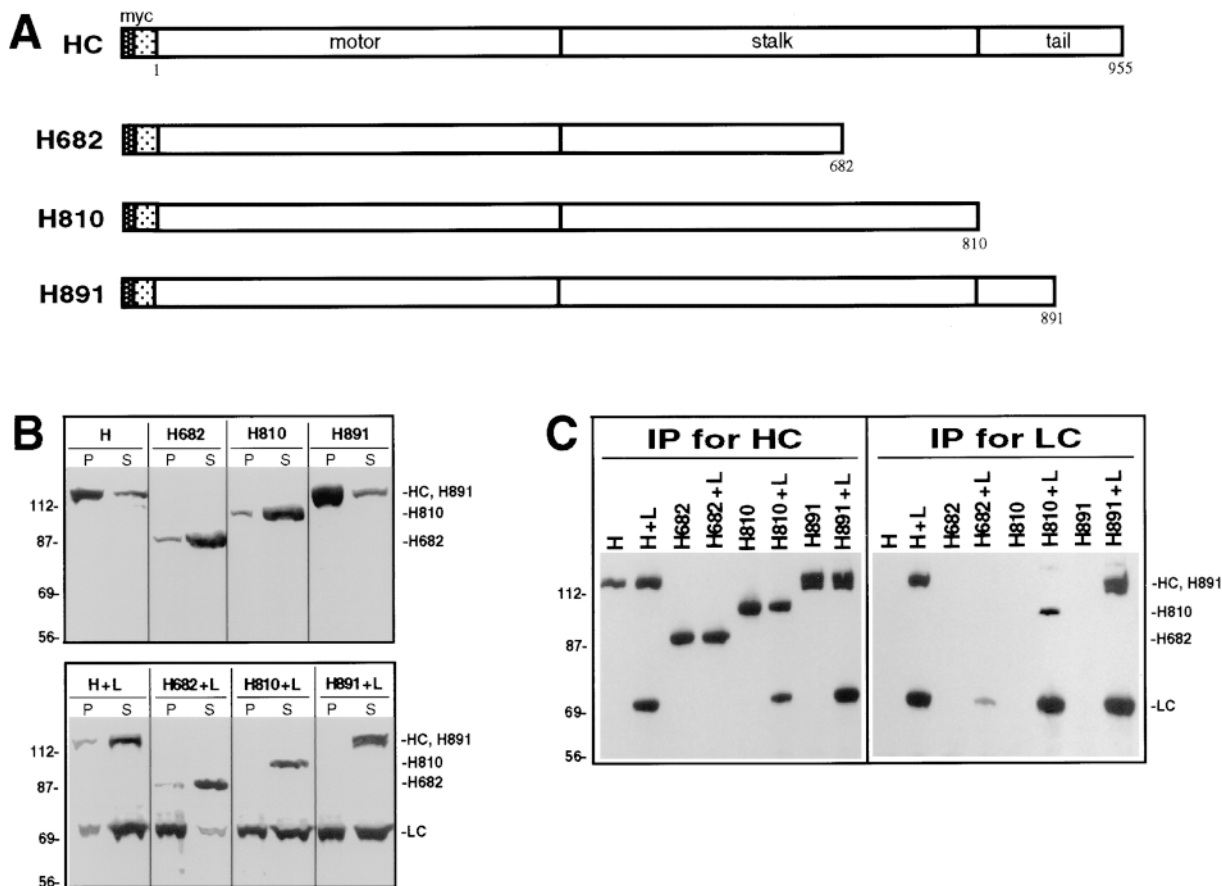 A
myc
HC
motor
stalk
tail
1
955
H682
682
H810
810
H891
891
B
H H682 H810 H891
P S P S P S P S
112-
87-
69-
56-
-HC, H891
-H810
-H682
H+L H682+L H810+L H891+L
P S P S P S P S
112-
87-
69-
56-
-HC, H891
-H810
-H682
-LC
C
IP for HC
IP for LC
H H+L H682 H682+L H810 H810+L H891 H891+L
H H+L H682 H682+L H810 H810+L H891 H891+L
112-
87-
69-
56-
-HC, H891
-H810
-H682
-LC